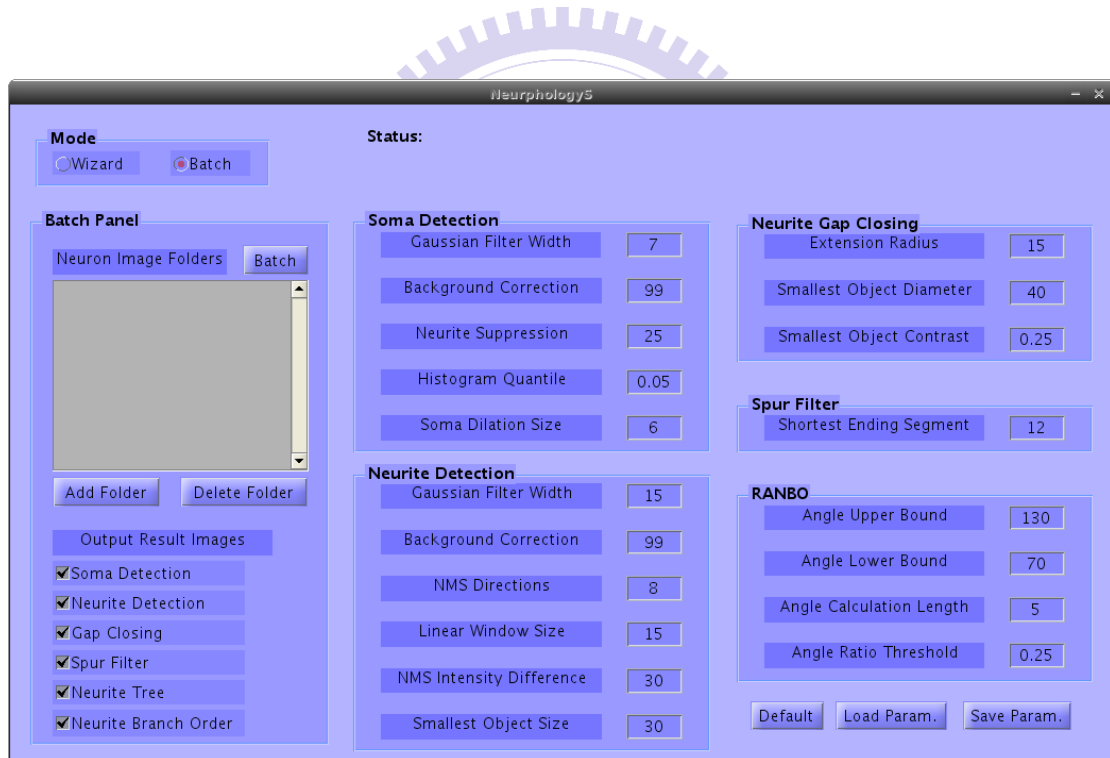 NeurphologyS
Mode
Wizard
Batch
Status:
Batch Panel
Neuron Image Folders
Batch
Add Folder
Delete Folder
Output Result Images
Soma Detection
Neurite Detection
Gap Closing
Spur Filter
Neurite Tree
Neurite Branch Order
Soma Detection
Gaussian Filter Width 7
Background Correction 99
Neurite Suppression 25
Histogram Quantile 0.05
Soma Dilation Size 6
Neurite Detection
Gaussian Filter Width 15
Background Correction 99
NMS Directions 8
Linear Window Size 15
NMS Intensity Difference 30
Smallest Object Size 30
Neurite Gap Closing
Extension Radius 15
Smallest Object Diameter 40
Smallest Object Contrast 0.25
Spur Filter
Shortest Ending Segment 12
RANBO
Angle Upper Bound 130
Angle Lower Bound 70
Angle Calculation Length 5
Angle Ratio Threshold 0.25
Default
Load Param.
Save Param.